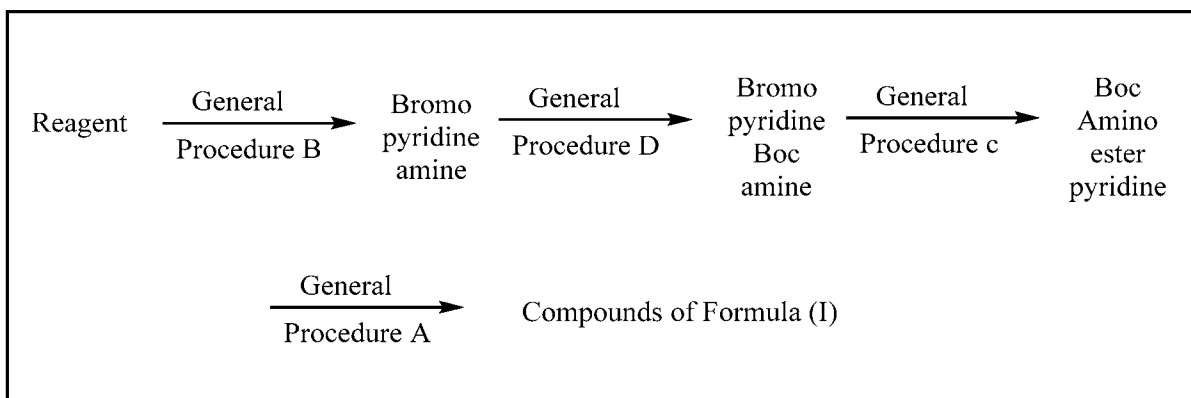 Reagent
General
Procedure B
Bromo
pyridine
amine
General
Procedure D
Bromo
pyridine
Boc
amine
General
Procedure c
Boc
Amino
ester
pyridine
General
Procedure A
Compounds of Formula (I)